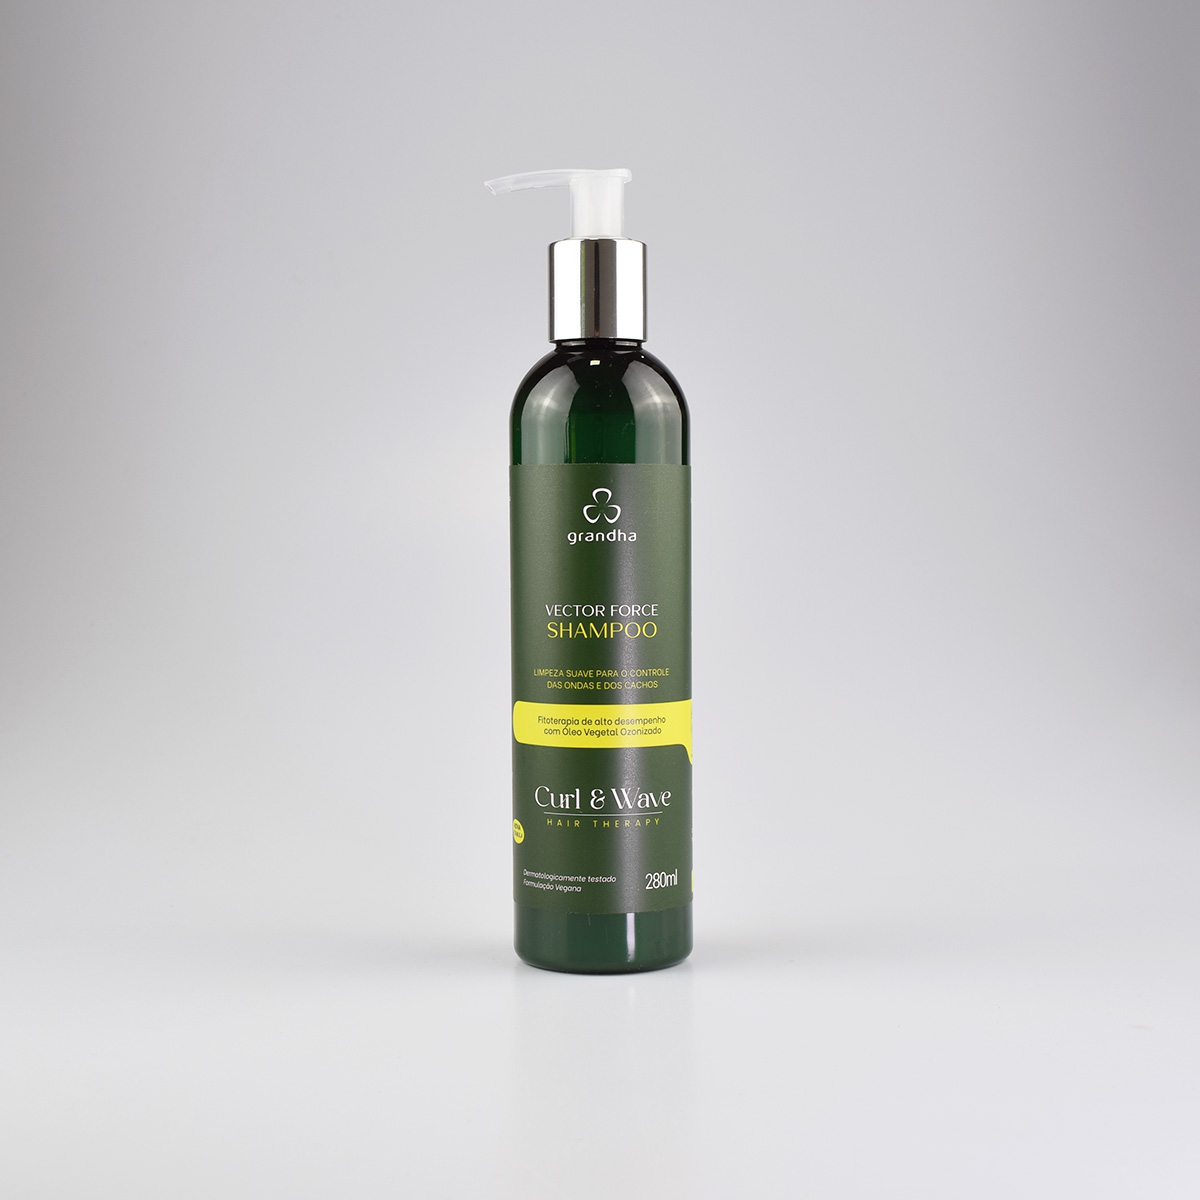 grandha
VECTOR FORCE
SHAMPOO
LIMPEZA SUAVE PARA O CONTROLE
DAS ONDAS E DOS CACHOS
Fitoterapia de alto desempenho
com Óleo Vegetal Ozonizado
Curl & Wave
HAIR THERAPY
Dermatologicamente testado
Formulação Vegana
280ml